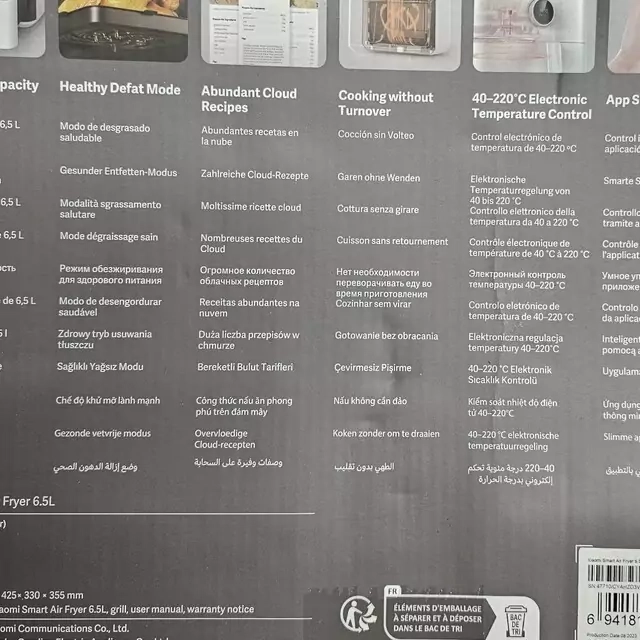 pacity
6,5 L
6,5 L
6,5 L
ость
de 6,5 L
Healthy Defat Mode
Modo de desgrasado
saludable
Gesunder Entfetten-Modus
Modalità sgrassamento
salutare
Mode dégraissage sain
Режим обезжиривания
для здорового питания
Modo de desengordurar
saudável
Zdrowy tryb usuwania
tłuszczu
Sağlıklı Yağsız Modu
Chế độ khử mỡ lành mạnh
Gezonde vetvrije modus
وضع إزالة الدهون الصحي
Abundant Cloud
Recipes
Abundantes recetas en
la nube
Zahlreiche Cloud-Rezepte
Moltissime ricette cloud
Nombreuses recettes du
Cloud
Огромное количество
облачных рецептов
Receitas abundantes na
nuvem
Duża liczba przepisów w
chmurze
Bereketli Bulut Tarifleri
Công thức nấu ăn phong
phú trên đám mây
Overvloedige
Cloud-recepten
وصفات وفيرة على السحابة
Cooking without
Turnover
Cocción sin Volteo
Garen ohne Wenden
Cottura senza girare
Cuisson sans retournement
Нет необходимости
переворачивать еду во
время приготовления
Cozinhar sem virar
Gotowanie bez obracania
Çevirmesiz Pişirme
Nấu không cần đảo
Koken zonder om te draaien
الطهي بدون تقليب
40–220°C Electronic
Temperature Control
Control electrónico de
temperatura de 40–220 ºC
Elektronische
Temperaturregelung von
40 bis 220 °C
Controllo elettronico della
temperatura da 40 a 220 °C
Contrôle électronique de
température de 40 °C à 220 °C
Электронный контроль
температуры 40–220 °C
Controlo eletrónico de
temperatura de 40–220°C
Elektroniczna regulacja
temperatury 40–220°C
40–220 °C Elektronik
Sıcaklık Kontrolü
Kiểm soát nhiệt độ điện
tử 40–220°C
40–220 °C elektronische
temperatuurregeling
40–220 درجة مئوية تحكم
إلكتروني بدرجة الحرارة
App S
Control
aplicació
Smarte S
Controllo
tramite a
Contrôle
l'applicat
Умное уп
приложе
Controlo
da aplica
Inteligent
pomocą
Uygulama
Ứng dụng
thông mi
Slimme a
بالتطبيق
Fryer 6.5L
r)
425× 330 × 355 mm
aomi Smart Air Fryer 6.5L, grill, user manual, warranty notice
omi Communications Co., Ltd.
FR
ÉLÉMENTS D'EMBALLAGE
À SÉPARER ET À DÉPOSER
DANS LE BAC DE TRI
BAC
DE TRI
Xiaomi Smart Air Fryer 6.5
6 9418